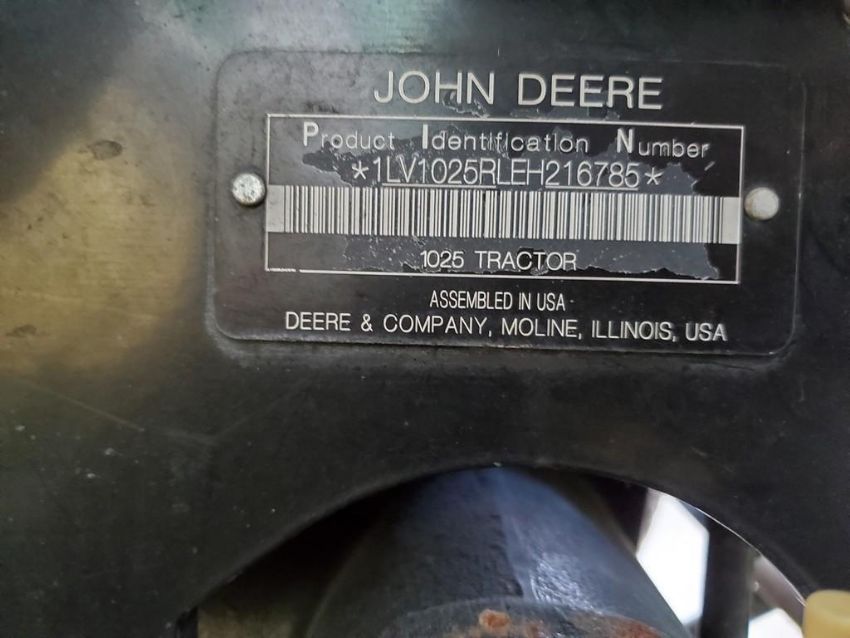 JOHN DEERE
Product Identification Number
*1LV1025RLEH216785*
1025 TRACTOR
ASSEMBLED IN USA
DEERE & COMPANY, MOLINE, ILLINOIS, USA